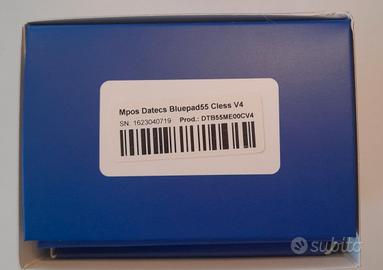 Mpos Datecs Bluepad55 Cless V4
SN: 1623040719 Prod.: DTB55ME00CV4
subito